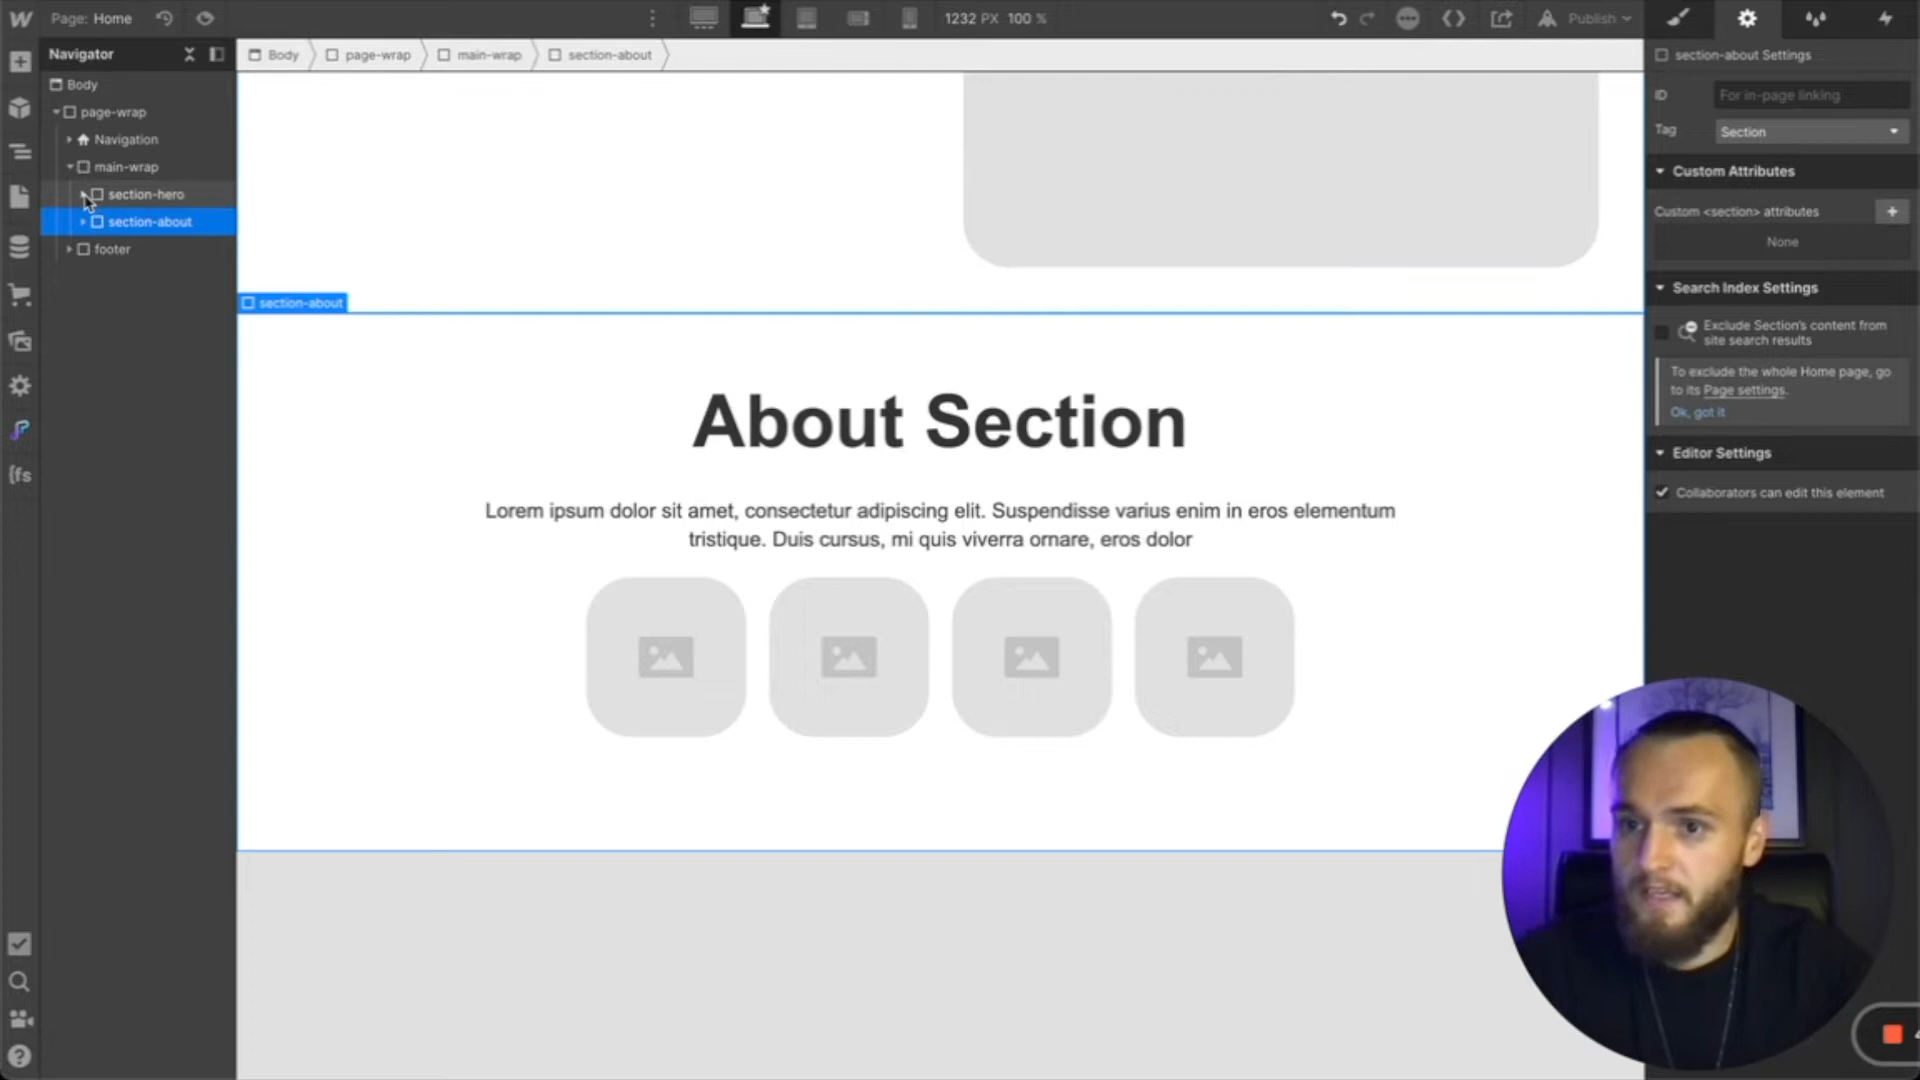 Page: Home
1232 PX 100 %
Publish
Navigator
Body
page-wrap
main-wrap
section-about
section-about Settings
Body
page-wrap
Navigation
main-wrap
section-hero
section-about
footer
{fs
ID
For in-page linking
Tag
Section
Custom Attributes
Custom <section> attributes
None
Search Index Settings
Exclude Section's content from
site search results
To exclude the whole Home page, go
to its Page settings.
Ok, got it
Editor Settings
Collaborators can edit this element
section-about
About Section
Lorem ipsum dolor sit amet, consectetur adipiscing elit. Suspendisse varius enim in eros elementum
tristique. Duis cursus, mi quis viverra ornare, eros dolor